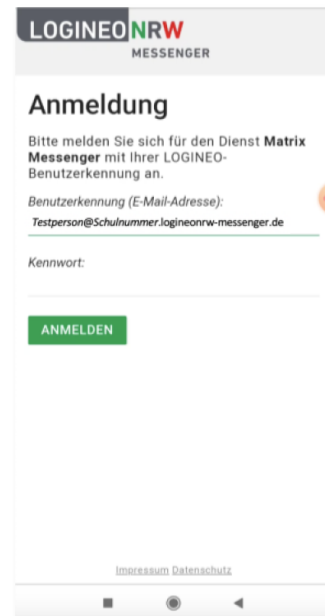 LOGINEO NRW
MESSENGER
Anmeldung
Bitte melden Sie sich für den Dienst Matrix
Messenger mit Ihrer LOGINEO-
Benutzerkennung an.
Benutzerkennung (E-Mail-Adresse):
Testperson@Schulnummer.logineonrw-messenger.de
Kennwort:
ANMELDEN
Impressum Datenschutz